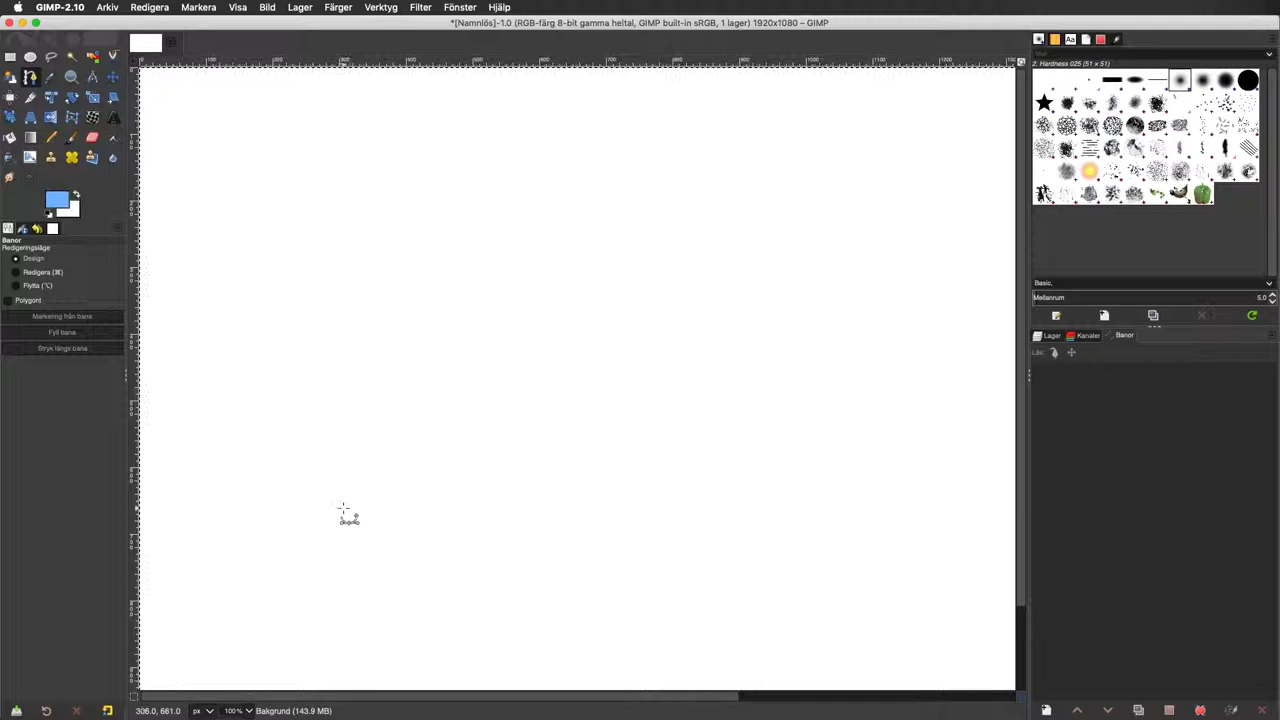 GIMP-2.10 Arkiv Redigera Markera Visa Bild Lager Färger Verktyg Filter Fönster Hjälp
*[Namnlös]-1.0 (RGB-färg 8-bit gamma heltal, GIMP built-in sRGB, 1 lager) 1920x1080 – GIMP
2. Hardness 025 (51 × 51)
Banor
Redigeringsläge
Design
Redigera (⌘)
Flytta (⌥)
Polygont
Markering från bana
Fyll bana
Stryk längs bana
Basic,
Mellanrum 5.0
Lager Kanaler Banor
Lås:
306.0, 661.0 px 100% Bakgrund (143.9 MB)